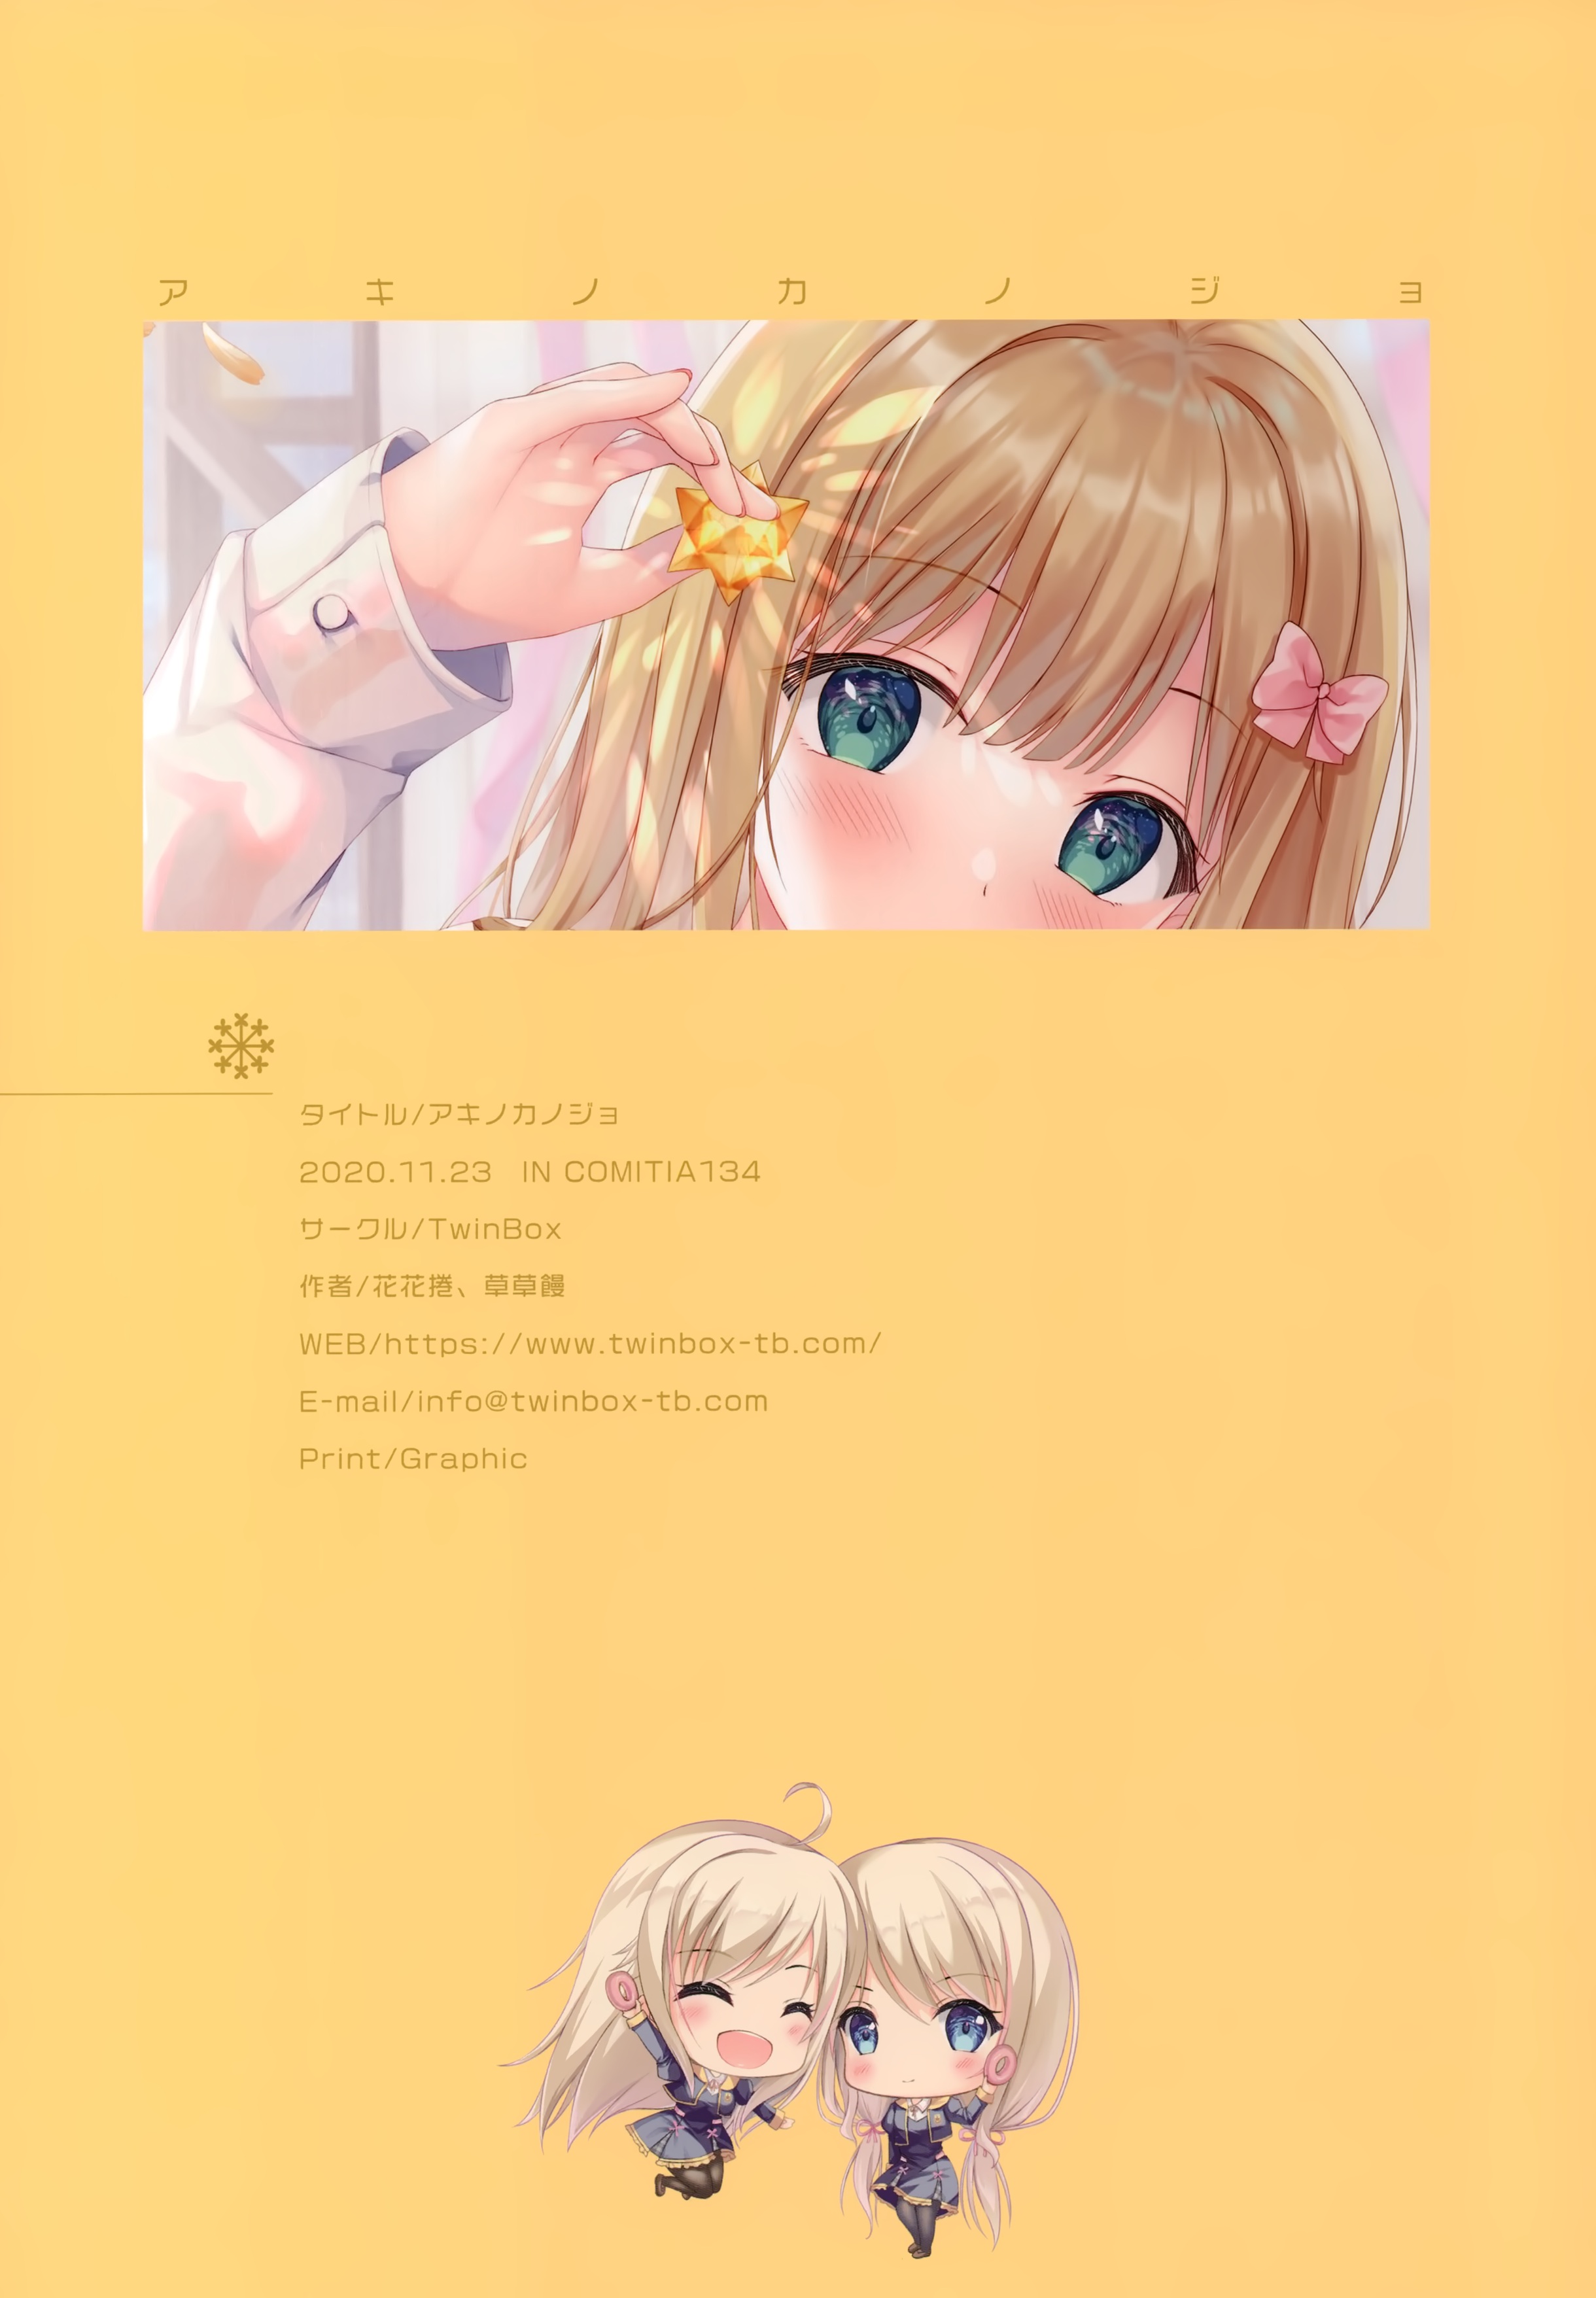 アキノカノジョ
タイトル/アキノカノジョ
2020.11.23 IN COMITIA134
サークル/TwinBox
作者/花花捲、草草饅
WEB/https://www.twinbox-tb.com/
E-mail/info@twinbox-tb.com
Print/Graphic